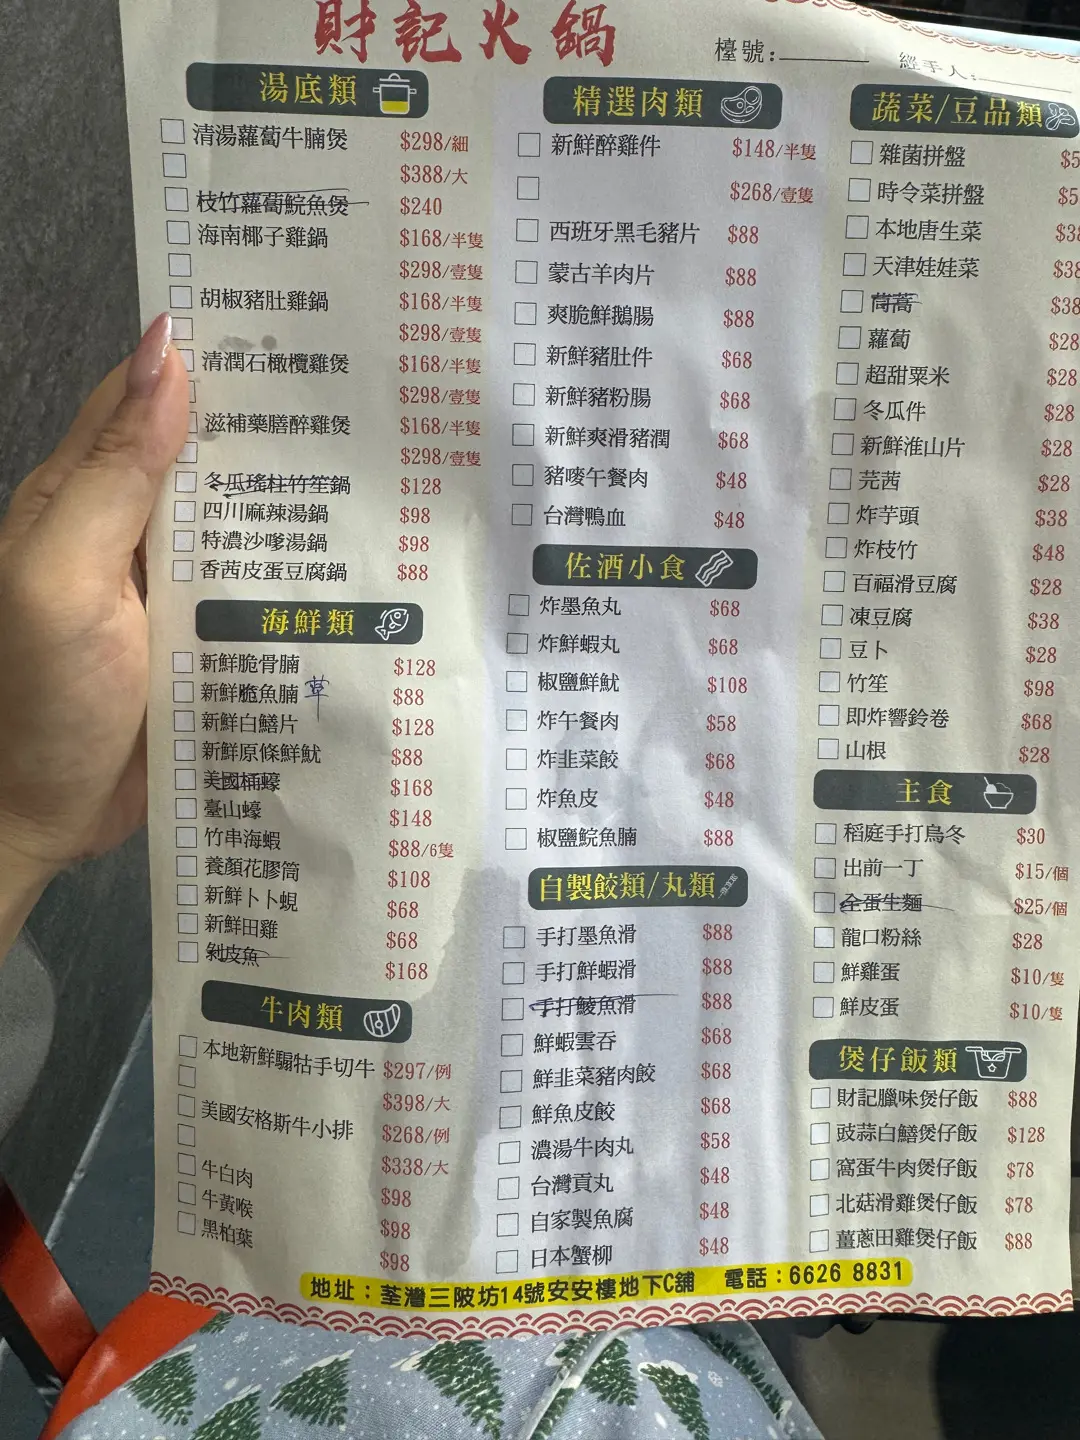 財記火鍋
檯號:
經手人:
湯底類
清湯蘿蔔牛腩煲 $298/細
$388/大
枝竹蘿蔔鯇魚煲 $240
海南椰子雞鍋 $168/半隻
$298/壹隻
胡椒豬肚雞鍋 $168/半隻
$298/壹隻
清潤石橄欖雞煲 $168/半隻
$298/壹隻
滋補藥膳醉雞煲 $168/半隻
$298/壹隻
冬瓜瑤柱竹笙鍋 $128
四川麻辣湯鍋 $98
特濃沙嗲湯鍋 $98
香茜皮蛋豆腐鍋 $88
海鮮類
新鮮脆骨腩 $128
新鮮脆魚腩 草 $88
新鮮白鱔片 $128
新鮮原條鮮魷 $88
美國桶蠔 $168
臺山蠔 $148
竹串海蝦 $88/6隻
養顏花膠筒 $108
新鮮卜卜蜆 $68
新鮮田雞 $68
剝皮魚 $168
牛肉類
本地新鮮騸牯手切牛 $297/例
$398/大
美國安格斯牛小排 $268/例
$338/大
牛白肉 $98
牛黃喉 $98
黑柏葉 $98
精選肉類
新鮮醉雞件 $148/半隻
$268/壹隻
西班牙黑毛豬片 $88
蒙古羊肉片 $88
爽脆鮮鵝腸 $88
新鮮豬肚件 $68
新鮮豬粉腸 $68
新鮮爽滑豬潤 $68
豬嘜午餐肉 $48
台灣鴨血 $48
佐酒小食
炸墨魚丸 $68
炸鮮蝦丸 $68
椒鹽鮮魷 $108
炸午餐肉 $58
炸韭菜餃 $68
炸魚皮 $48
椒鹽鯇魚腩 $88
自製餃類/丸類
手打墨魚滑 $88
手打鮮蝦滑 $88
手打鯪魚滑 $88
鮮蝦雲吞 $68
鮮韭菜豬肉餃 $68
鮮魚皮餃 $68
濃湯牛肉丸 $58
台灣貢丸 $48
自家製魚腐 $48
日本蟹柳 $48
蔬菜/豆品類
雜菌拼盤 $5
時令菜拼盤 $5
本地唐生菜 $38
天津娃娃菜 $38
茼蒿 $38
蘿蔔 $28
超甜粟米 $28
冬瓜件 $28
新鮮淮山片 $28
芫茜 $28
炸芋頭 $38
炸枝竹 $48
百福滑豆腐 $28
凍豆腐 $38
豆卜 $28
竹笙 $98
即炸響鈴卷 $68
山根 $28
主食
稻庭手打烏冬 $30
出前一丁 $15/個
全蛋生麵 $25/個
龍口粉絲 $28
鮮雞蛋 $10/隻
鮮皮蛋 $10/隻
煲仔飯類
財記臘味煲仔飯 $88
豉蒜白鱔煲仔飯 $128
窩蛋牛肉煲仔飯 $78
北菇滑雞煲仔飯 $78
薑蔥田雞煲仔飯 $88
地址：荃灣三陂坊14號安安樓地下C舖 電話：6626 8831